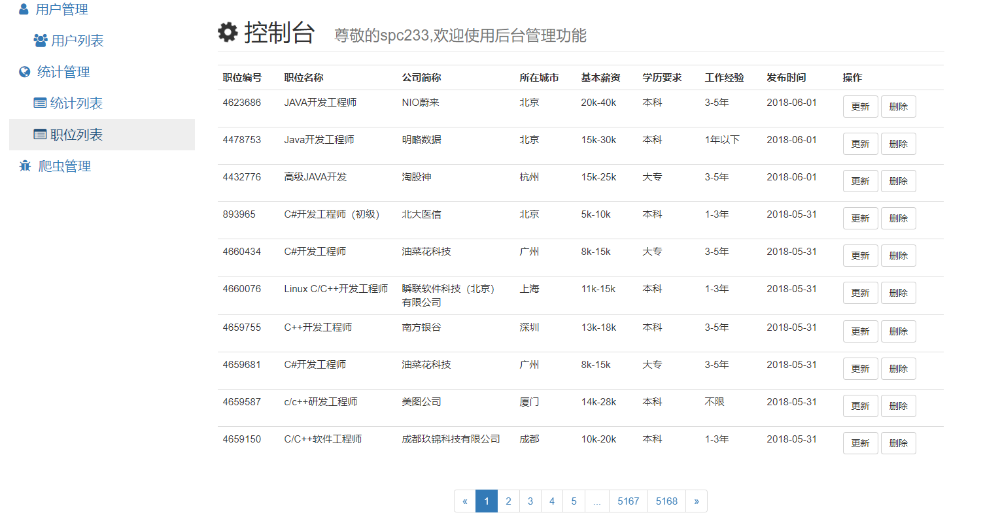 用户管理
用户列表
统计管理
统计列表
职位列表
爬虫管理
控制台 尊敬的spc233,欢迎使用后台管理功能
职位编号 职位名称 公司简称 所在城市 基本薪资 学历要求 工作经验 发布时间 操作
4623686 JAVA开发工程师 NIO蔚来 北京 20k-40k 本科 3-5年 2018-06-01 更新 删除
4478753 Java开发工程师 明略数据 北京 15k-30k 本科 1年以下 2018-06-01 更新 删除
4432776 高级JAVA开发 淘股神 杭州 15k-25k 大专 3-5年 2018-06-01 更新 删除
893965 C#开发工程师（初级） 北大医信 北京 5k-10k 本科 1-3年 2018-05-31 更新 删除
4660434 C#开发工程师 油菜花科技 广州 8k-15k 大专 3-5年 2018-05-31 更新 删除
4660076 Linux C/C++开发工程师 瞬联软件科技（北京） 上海 11k-15k 本科 1-3年 2018-05-31 更新 删除
有限公司
4659755 C++开发工程师 南方银谷 深圳 13k-18k 本科 3-5年 2018-05-31 更新 删除
4659681 C#开发工程师 油菜花科技 广州 8k-15k 大专 3-5年 2018-05-31 更新 删除
4659587 c/c++研发工程师 美图公司 厦门 14k-28k 本科 不限 2018-05-31 更新 删除
4659150 C/C++软件工程师 成都玖锦科技有限公司 成都 10k-20k 本科 1-3年 2018-05-31 更新 删除
« 1 2 3 4 5 ... 5167 5168 »